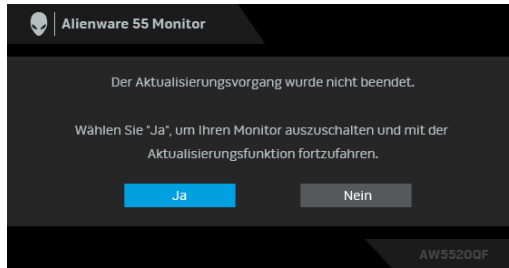 Alienware 55 Monitor
Der Aktualisierungsvorgang wurde nicht beendet.
Wählen Sie "Ja", um Ihren Monitor auszuschalten und mit der
Aktualisierungsfunktion fortzufahren.
Ja
Nein
AW5520QF